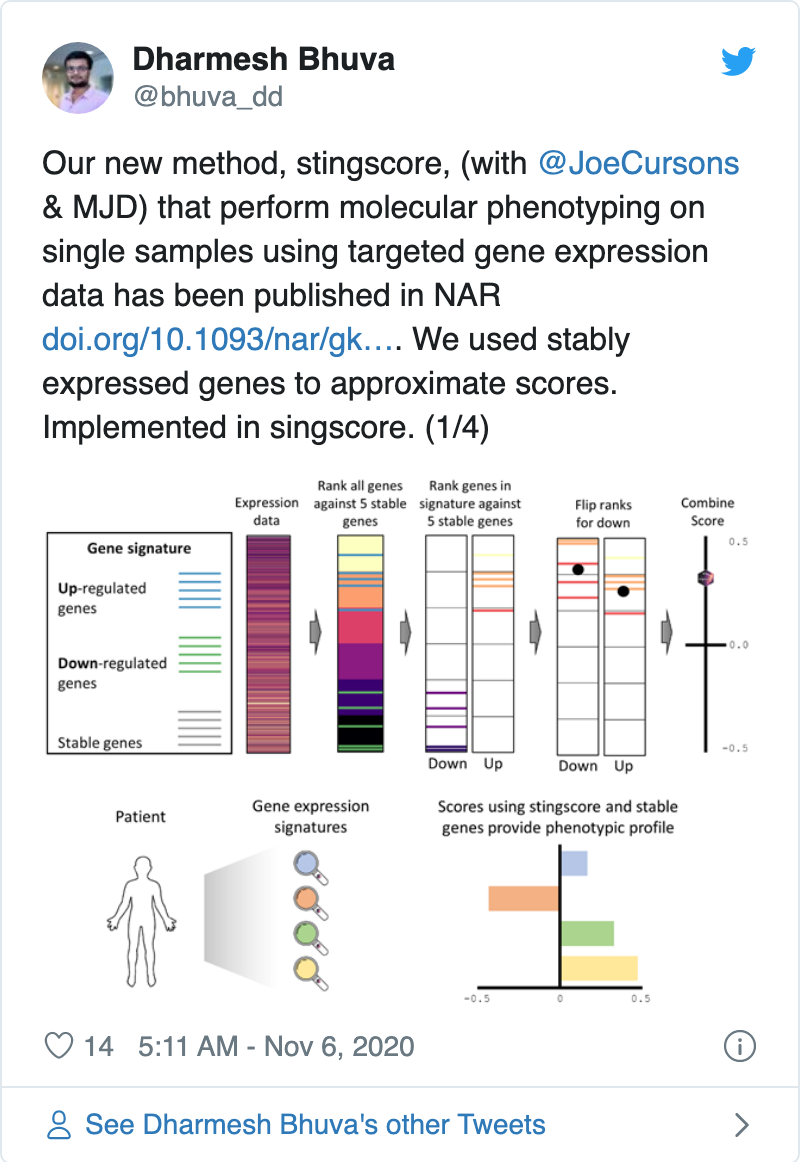 Dharmesh Bhuva
@bhuva_dd
Our new method, stingscore, (with @JoeCursons
& MJD) that perform molecular phenotyping on
single samples using targeted gene expression
data has been published in NAR
doi.org/10.1093/nar/gk…. We used stably
expressed genes to approximate scores.
Implemented in singscore. (1/4)
Gene signature
Up-regulated
genes
Down-regulated
genes
Stable genes
Expression
data
Rank all genes
against 5 stable
genes
Rank genes in
signature against
5 stable genes
Down Up
Flip ranks
for down
Down Up
Combine
Score
0.5
0.0
-0.5
Patient
Gene expression
signatures
Scores using stingscore and stable
genes provide phenotypic profile
-0.5 0 0.5
14 5:11 AM - Nov 6, 2020
See Dharmesh Bhuva's other Tweets